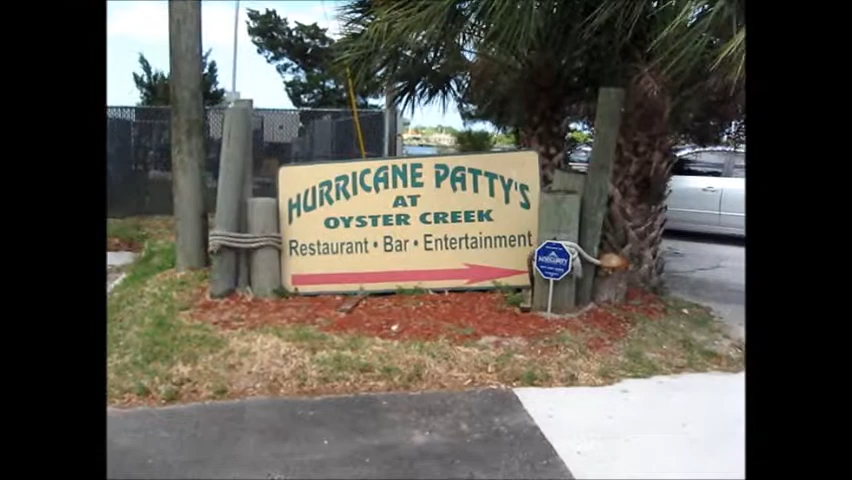 HURRICANE PATTY'S
AT
OYSTER CREEK
RESTAURANT • BAR • ENTERTAINMENT